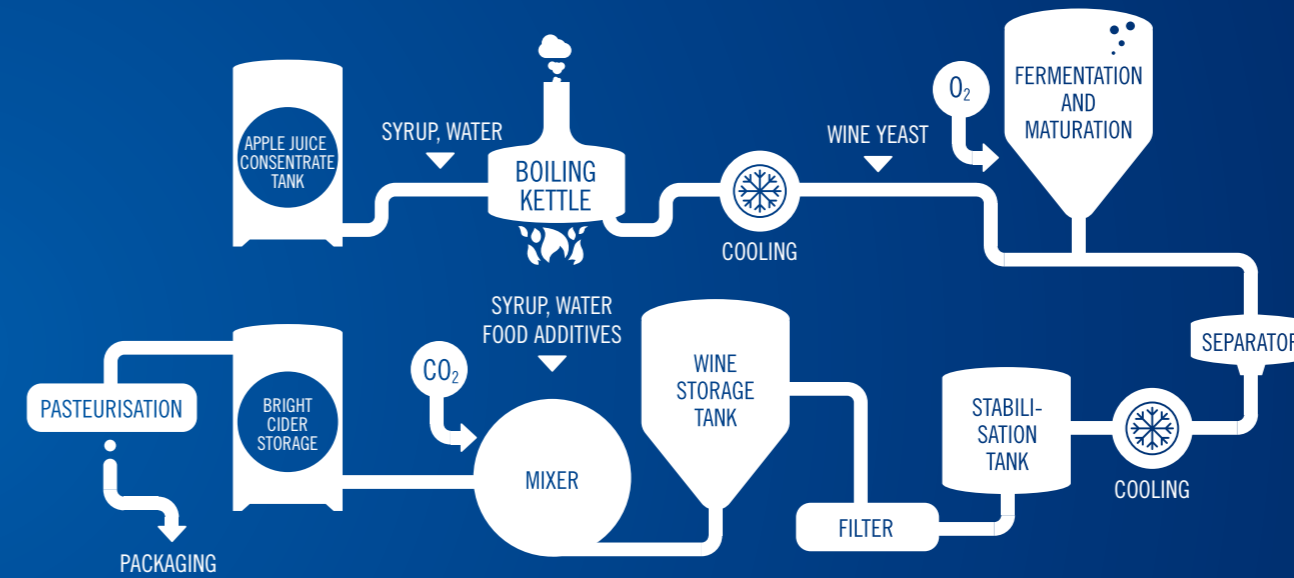 APPLE JUICE
CONSENTRATE
TANK
SYRUP, WATER
BOILING
KETTLE
COOLING
WINE YEAST
O₂
FERMENTATION
AND
MATURATION
SEPARATOR
COOLING
STABILI-
SATION
TANK
FILTER
WINE
STORAGE
TANK
SYRUP, WATER
FOOD ADDITIVES
CO₂
MIXER
BRIGHT
CIDER
STORAGE
PASTEURISATION
PACKAGING